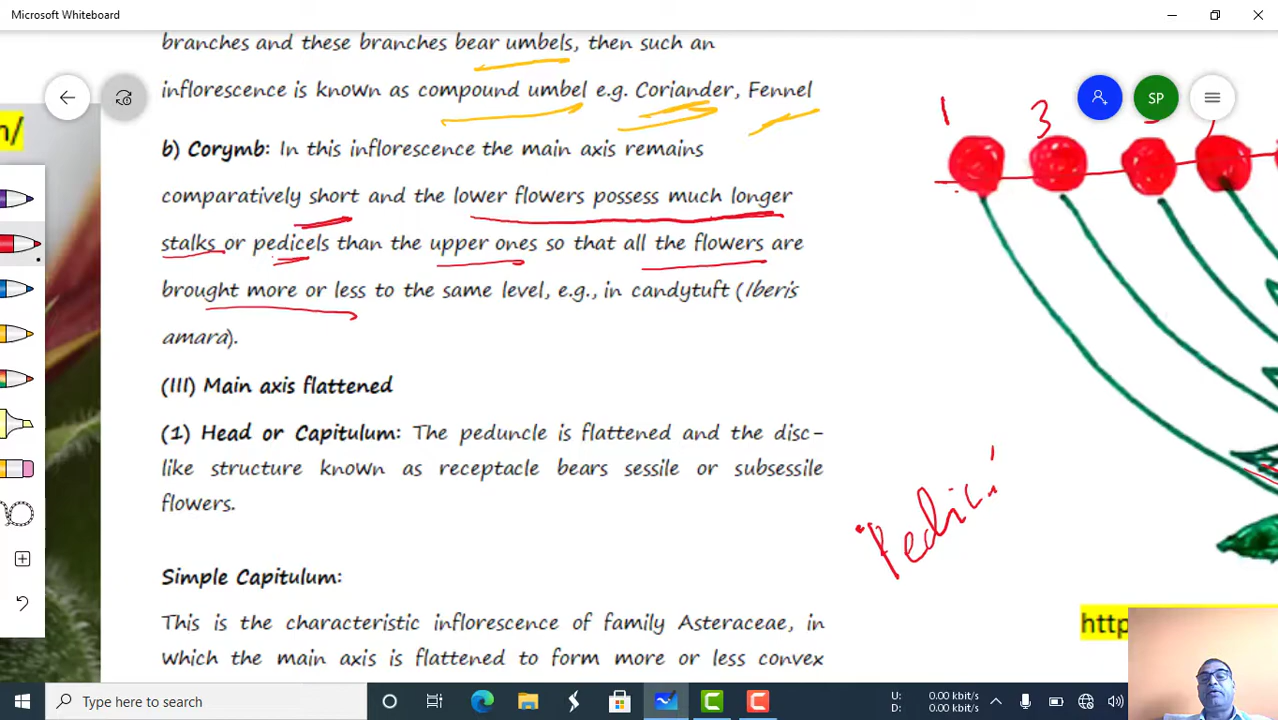 Microsoft Whiteboard
branches and these branches bear umbels, then such an
inflorescence is known as compound umbel e.g. Coriander, Fennel
n/
SP
1
3
b) Corymb: In this inflorescence the main axis remains
comparatively short and the lower flowers possess much longer
stalks or pedicels than the upper ones so that all the flowers are
brought more or less to the same level, e.g., in candytuft (Iberis
amara).
(III) Main axis flattened
(1) Head or Capitulum: The peduncle is flattened and the disc-
like structure known as receptacle bears sessile or subsessile
flowers.
Pedic
Simple Capitulum:
This is the characteristic inflorescence of family Asteraceae, in
which the main axis is flattened to form more or less convex
http
Type here to search
U: 0.00 kbit/s
D: 0.00 kbit/s